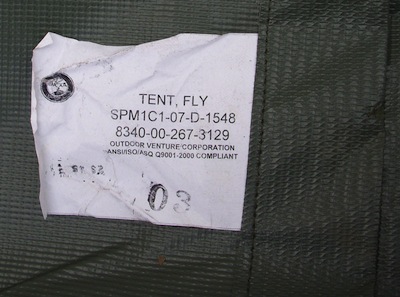 TENT, FLY
SPM1C1-07-D-1548
8340-00-267-3129
OUTDOOR VENTURE CORPORATION
ANSI/ISO/ASQ Q9001-2000 COMPLIANT
03